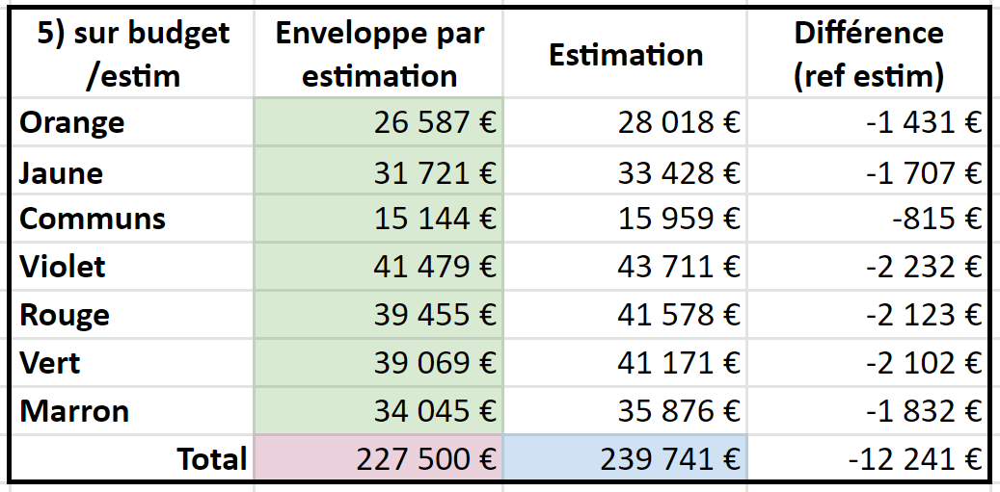 5) sur budget /estim | Enveloppe par estimation | Estimation | Différence (ref estim)
Orange | 26 587 € | 28 018 € | -1 431 €
Jaune | 31 721 € | 33 428 € | -1 707 €
Communs | 15 144 € | 15 959 € | -815 €
Violet | 41 479 € | 43 711 € | -2 232 €
Rouge | 39 455 € | 41 578 € | -2 123 €
Vert | 39 069 € | 41 171 € | -2 102 €
Marron | 34 045 € | 35 876 € | -1 832 €
Total | 227 500 € | 239 741 € | -12 241 €